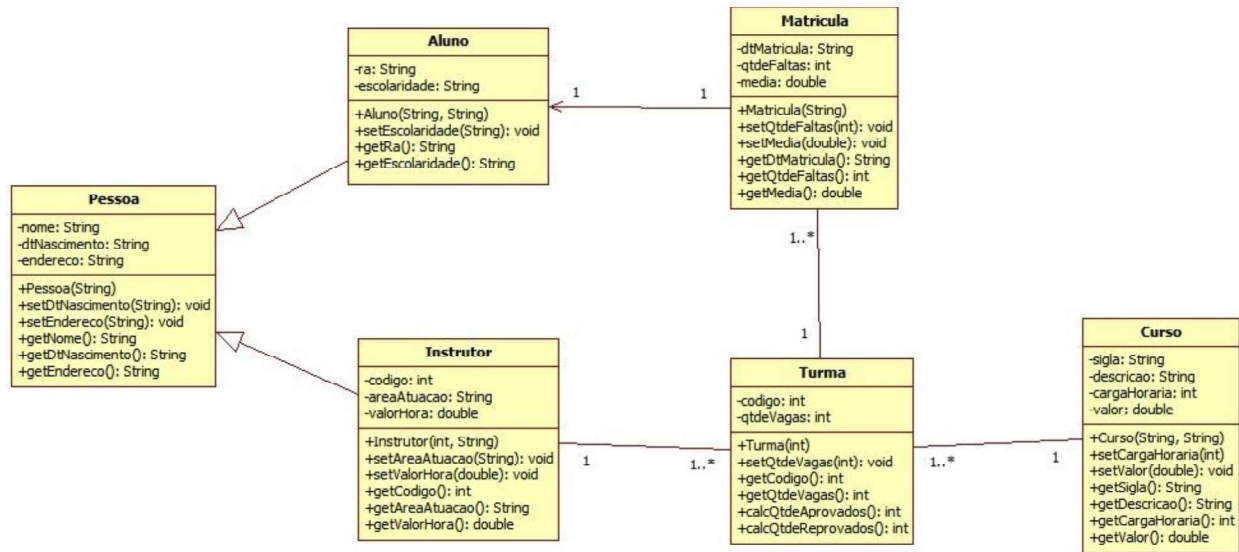 Aluno
-ra: String
-escolaridade: String
+Aluno(String, String)
+setEscolaridade(String): void
+getRa(): String
+getEscolaridade(): String
1
1
Matricula
-dtMatricula: String
-qtdeFaltas: int
-media: double
+Matricula(String)
+setQtdeFaltas(int): void
+setMedia(double): void
+getDtMatricula(): String
+getQtdeFaltas(): int
+getMedia(): double
1..*
1
Pessoa
-nome: String
-dtNascimento: String
-endereco: String
+Pessoa(String)
+setDtNascimento(String): void
+setEndereco(String): void
+getNome(): String
+getDtNascimento(): String
+getEndereco(): String
Instrutor
-codigo: int
-areaAtuacao: String
-valorHora: double
+Instrutor(int, String)
+setAreaAtuacao(String): void
+setValorHora(double): void
+getCodigo(): int
+getAreaAtuacao(): String
+getValorHora(): double
1
1..*
Turma
-codigo: int
-qtdeVagas: int
+Turma(int)
+setQtdeVagas(int): void
+getCodigo(): int
+getQtdeVagas(): int
+calcQtdeAprovados(): int
+calcQtdeReprovados(): int
1..*
1
Curso
-sigla: String
-descricao: String
-cargaHoraria: int
-valor: double
+Curso(String, String)
+setCargaHoraria(int)
+setValor(double): void
+getSigla(): String
+getDescricao(): String
+getCargaHoraria(): int
+getValor(): double